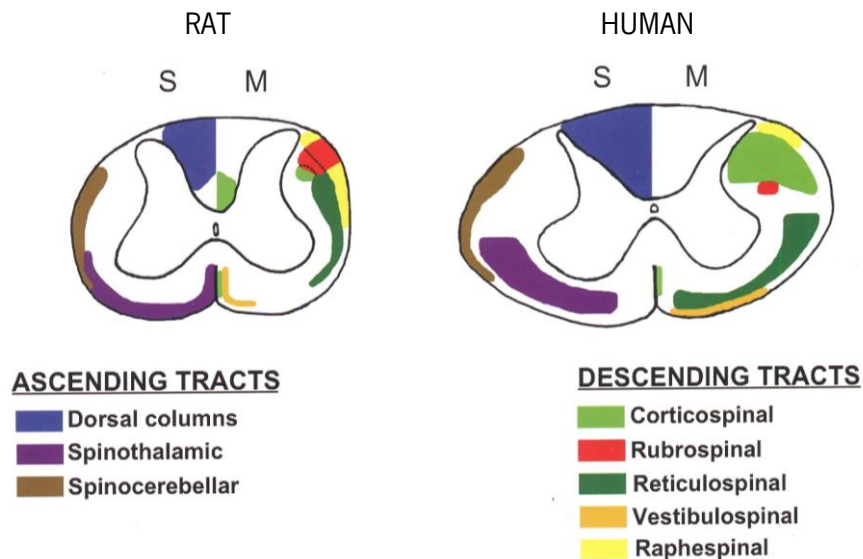 RAT
HUMAN
S M
S M
ASCENDING TRACTS
Dorsal columns
Spinothalamic
Spinocerebellar
DESCENDING TRACTS
Corticospinal
Rubrospinal
Reticulospinal
Vestibulospinal
Raphespinal